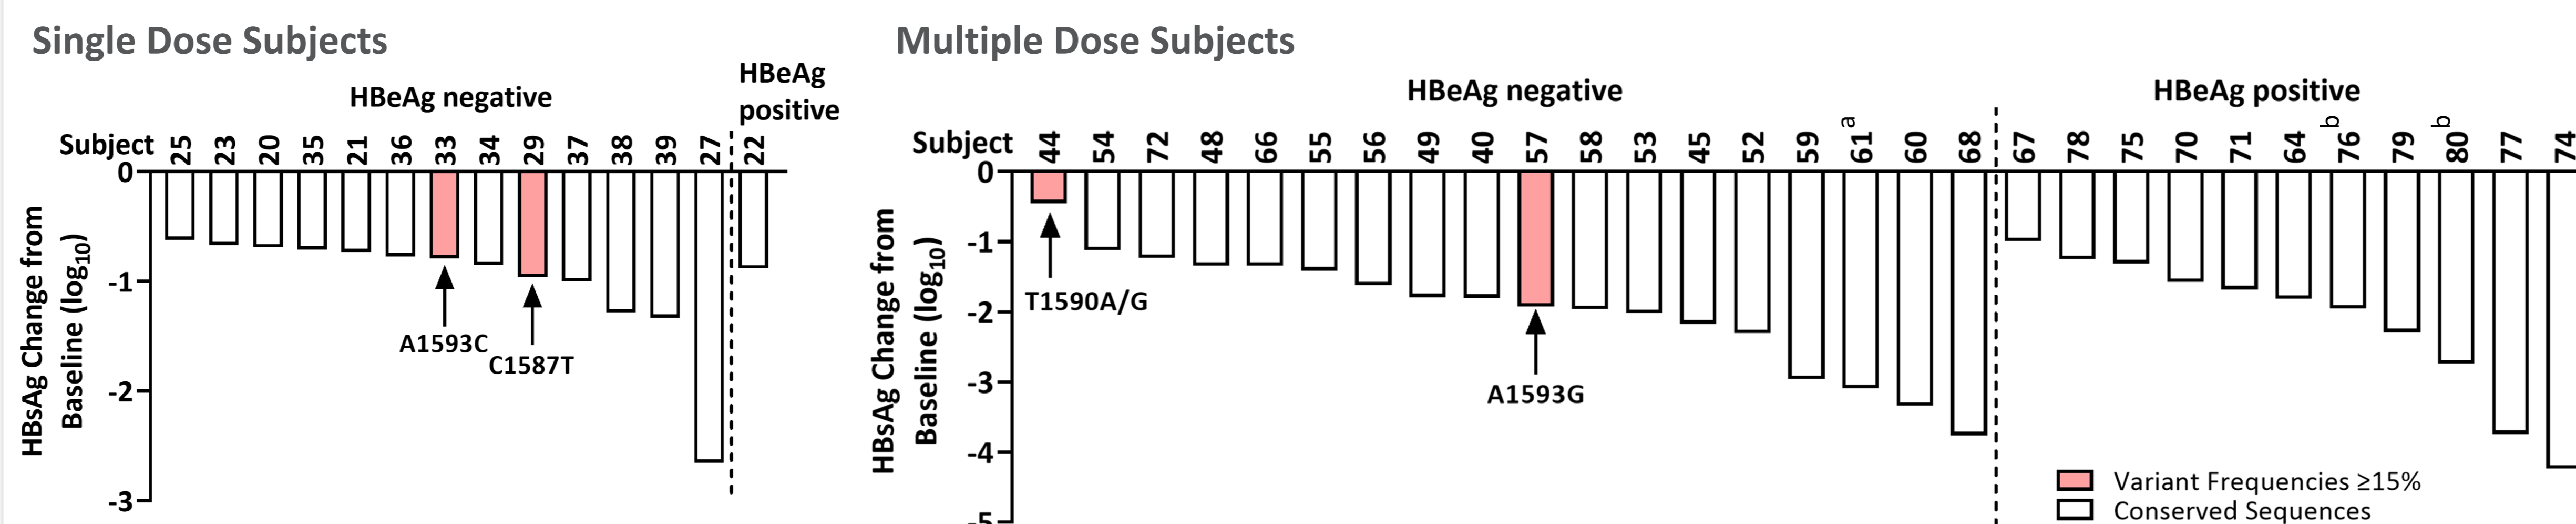 Single Dose Subjects
HBeAg negative
HBeAg
positive
Subject 25 23 20 35 21 36 33 34 29 37 38 39 27 22
0
-1
-2
-3
HBsAg Change from
Baseline (log10)
A1593C
C1587T
Multiple Dose Subjects
HBeAg negative
HBeAg positive
Subject 44 54 72 48 66 55 56 49 40 57 58 53 45 52 59 61a 60 68 67 78 75 70 71 64 76b 79 80b 77 74
0
-1
-2
-3
-4
-5
HBsAg Change from
Baseline (log10)
T1590A/G
A1593G
Variant Frequencies ≥15%
Conserved Sequences